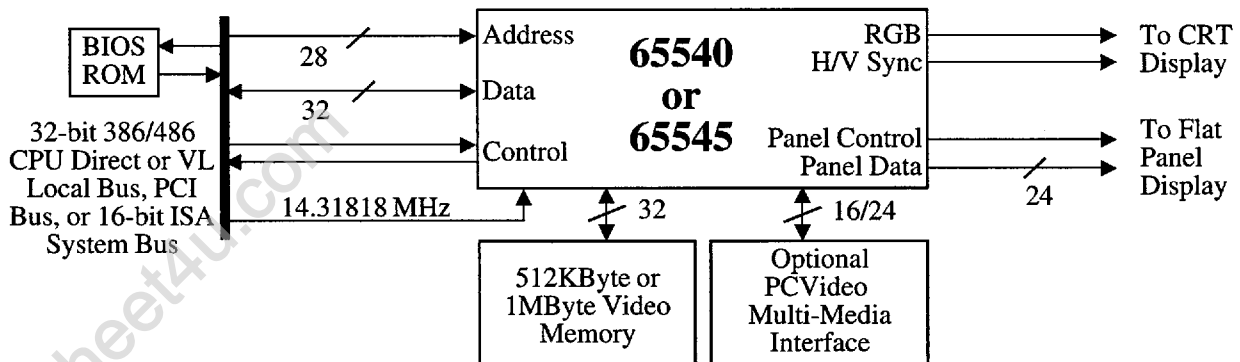 BIOS
ROM
32-bit 386/486
CPU Direct or VL
Local Bus, PCI
Bus, or 16-bit ISA
System Bus
28
32
14.31818 MHz
Address
Data
Control
65540
or
65545
RGB
H/V Sync
Panel Control
Panel Data
To CRT
Display
To Flat
Panel
Display
24
32
16/24
512KByte or
1MByte Video
Memory
Optional
PCVideo
Multi-Media
Interface
heet4u.com